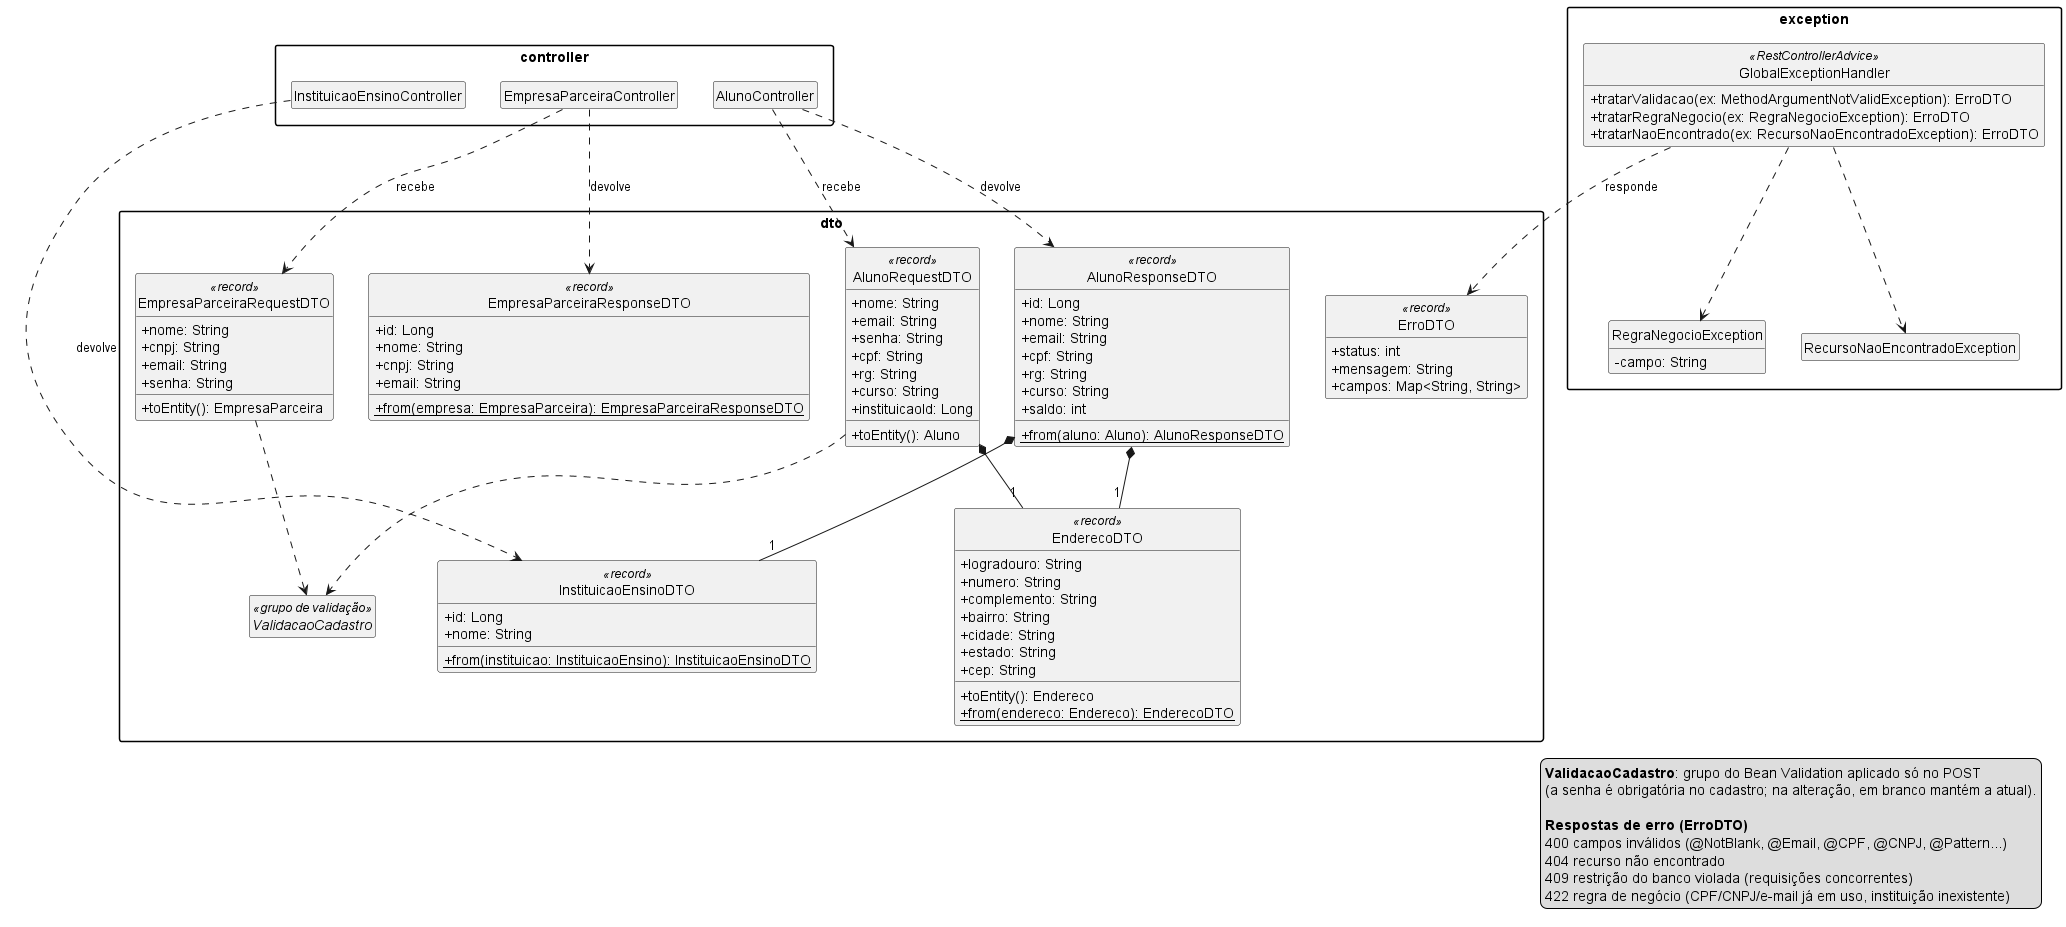 exception
«RestControllerAdvice»
GlobalExceptionHandler
+tratarValidacao(ex: MethodArgumentNotValidException): ErroDTO
+tratarRegraNegocio(ex: RegraNegocioException): ErroDTO
+tratarNaoEncontrado(ex: RecursoNaoEncontradoException): ErroDTO
controller
InstituicaoEnsinoController
EmpresaParceiraController
AlunoController
recebe
devolve
recebe
devolve
responde
devolve
dto
«record»
EmpresaParceiraRequestDTO
+nome: String
+cnpj: String
+email: String
+senha: String
+toEntity(): EmpresaParceira
«record»
EmpresaParceiraResponseDTO
+id: Long
+nome: String
+cnpj: String
+email: String
+from(empresa: EmpresaParceira): EmpresaParceiraResponseDTO
«record»
AlunoRequestDTO
+nome: String
+email: String
+senha: String
+cpf: String
+rg: String
+curso: String
+instituicaoId: Long
+toEntity(): Aluno
«record»
AlunoResponseDTO
+id: Long
+nome: String
+email: String
+cpf: String
+rg: String
+curso: String
+saldo: int
+from(aluno: Aluno): AlunoResponseDTO
«record»
ErroDTO
+status: int
+mensagem: String
+campos: Map<String, String>
RegraNegocioException
-campo: String
RecursoNaoEncontradoException
1
1
1
«grupo de validação»
ValidacaoCadastro
«record»
InstituicaoEnsinoDTO
+id: Long
+nome: String
+from(instituicao: InstituicaoEnsino): InstituicaoEnsinoDTO
«record»
EnderecoDTO
+logradouro: String
+numero: String
+complemento: String
+bairro: String
+cidade: String
+estado: String
+cep: String
+toEntity(): Endereco
+from(endereco: Endereco): EnderecoDTO
ValidacaoCadastro: grupo do Bean Validation aplicado só no POST
(a senha é obrigatória no cadastro; na alteração, em branco mantém a atual).
Respostas de erro (ErroDTO)
400 campos inválidos (@NotBlank, @Email, @CPF, @CNPJ, @Pattern...)
404 recurso não encontrado
409 restrição do banco violada (requisições concorrentes)
422 regra de negócio (CPF/CNPJ/e-mail já em uso, instituição inexistente)